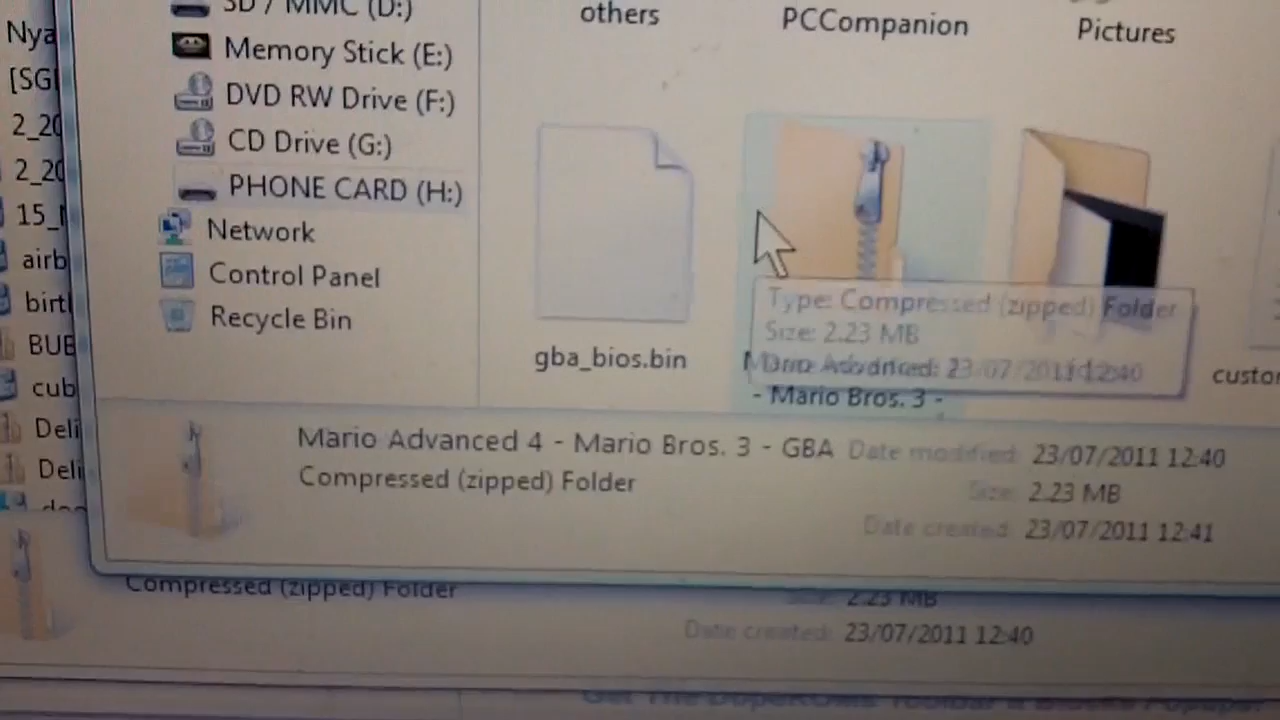 Nya
[SG
2_20
2_20
15_
airb
birtl
BUB
cub
Deli
Deli
SD / MMC (D:)
Memory Stick (E:)
DVD RW Drive (F:)
CD Drive (G:)
PHONE CARD (H:)
Network
Control Panel
Recycle Bin
others
PCCompanion
Pictures
gba_bios.bin
- Mario Bros. 3 -
custo
Type: Compressed (zipped) Folder
Size: 2.23 MB
23/07/2011 12:40
Mario Advanced 4 - Mario Bros. 3 - GBA
Compressed (zipped) Folder
Date modified: 23/07/2011 12:40
Size: 2.23 MB
Date created: 23/07/2011 12:41
Compressed (zipped) Folder
Size: 2.23 MB
Date created: 23/07/2011 12:40